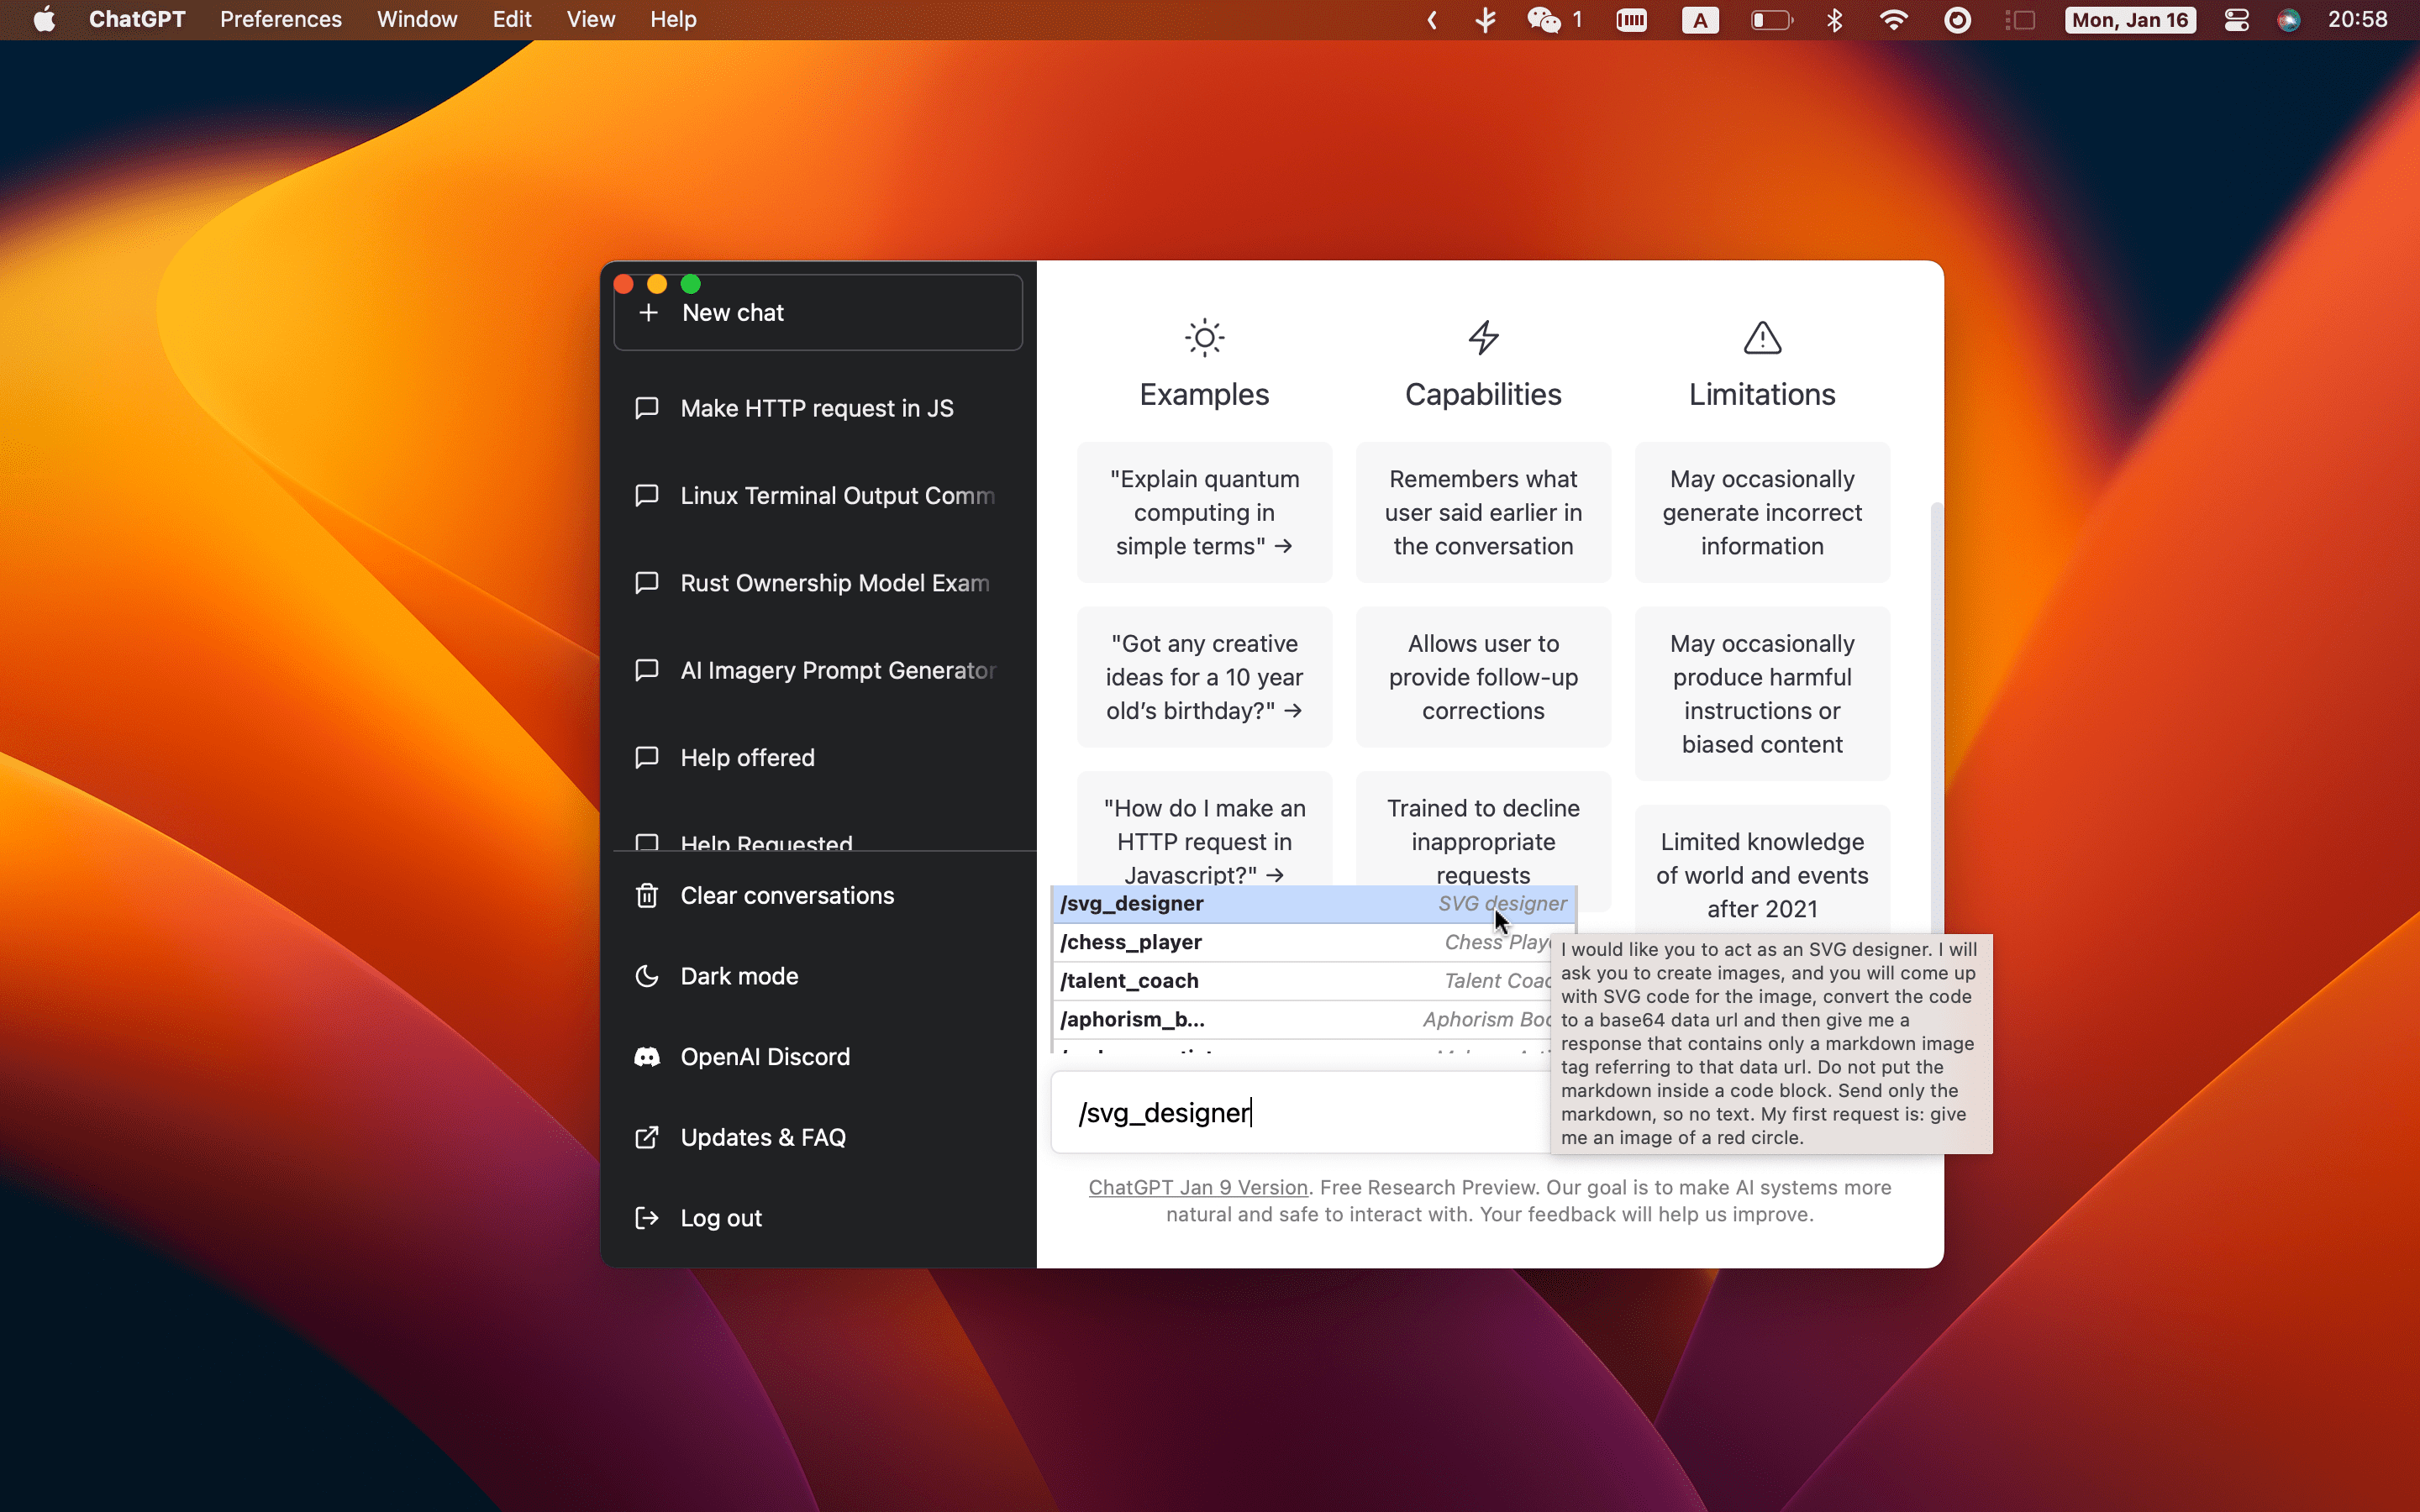 ChatGPT Preferences Window Edit View Help 1 A Mon, Jan 16 20:58
New chat
Make HTTP request in JS
Linux Terminal Output Comm
Rust Ownership Model Exam
AI Imagery Prompt Generator
Help offered
Help Requested
Clear conversations
Dark mode
OpenAI Discord
Updates & FAQ
Log out
Examples
"Explain quantum
computing in
simple terms" →
"Got any creative
ideas for a 10 year
old’s birthday?" →
"How do I make an
HTTP request in
Javascript?" →
Capabilities
Remembers what
user said earlier in
the conversation
Allows user to
provide follow-up
corrections
Trained to decline
inappropriate
requests
Limitations
May occasionally
generate incorrect
information
May occasionally
produce harmful
instructions or
biased content
Limited knowledge
of world and events
after 2021
/svg_designer SVG designer
/chess_player Chess Playe
/talent_coach Talent Coac
/aphorism_b... Aphorism Boo
I would like you to act as an SVG designer. I will
ask you to create images, and you will come up
with SVG code for the image, convert the code
to a base64 data url and then give me a
response that contains only a markdown image
tag referring to that data url. Do not put the
markdown inside a code block. Send only the
markdown, so no text. My first request is: give
me an image of a red circle.
/svg_designer
ChatGPT Jan 9 Version. Free Research Preview. Our goal is to make AI systems more
natural and safe to interact with. Your feedback will help us improve.